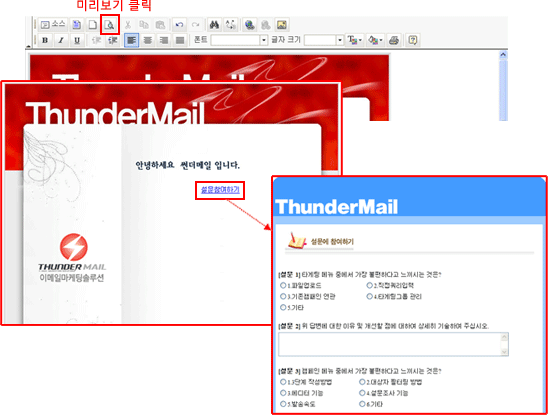 미리보기 클릭
소스
B I U
폰트
글자 크기
ThunderMail
ThunderMail
안녕하세요 썬더메일 입니다.
설문참여하기
THUNDER MAIL
이메일마케팅솔루션
ThunderMail
설문에 참여하기
[설문 1] 타게팅 메뉴 중에서 가장 불편하다고 느끼시는 것은?
1.파일업로드 2.직접쿼리입력
3.기존캠페인 연관 4.타게팅그룹 관리
5.기타
[설문 2] 위 답변에 대한 이유 및 개선할 점에 대하여 상세히 기술하여 주십시오.
[설문 3] 캠페인 메뉴 중에서 가장 불편하다고 느끼시는 것은?
1.3단계 작성방법 2.대상자 필터링 방법
3.에디터 기능 4.설문조사 기능
5.발송속도 6.기타